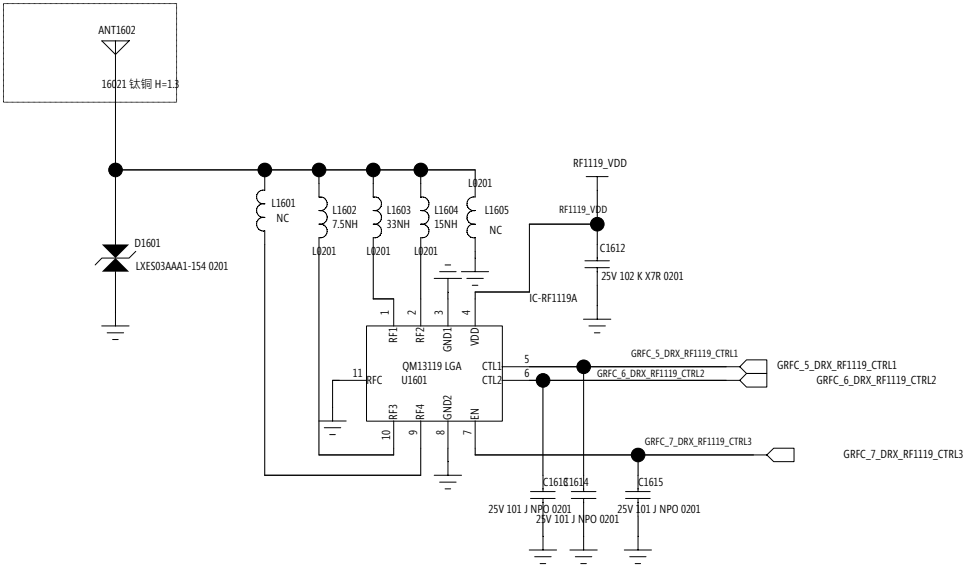 ANT1602
16021 钛铜 H=1.3
RF1119_VDD
L0201
L1601
NC
L1602
7.5NH
L1603
33NH
L1604
15NH
L1605
NC
RF1119_VDD
L0201
L0201
L0201
D1601
LXES03AAA1-154 0201
C1612
25V 102 K X7R 0201
IC-RF1119A
1
2
3
4
RF1
RF2
GND1
VDD
QM13119 LGA
U1601
11
RFC
CTL1
5
CTL2
6
GRFC_5_DRX_RF1119_CTRL1
GRFC_5_DRX_RF1119_CTRL1
GRFC_6_DRX_RF1119_CTRL2
GRFC_6_DRX_RF1119_CTRL2
RF3
RF4
GND2
EN
10
9
8
7
GRFC_7_DRX_RF1119_CTRL3
GRFC_7_DRX_RF1119_CTRL3
C1613
C1614
C1615
25V 101 J NPO 0201
25V 101 J NPO 0201
25V 101 J NPO 0201